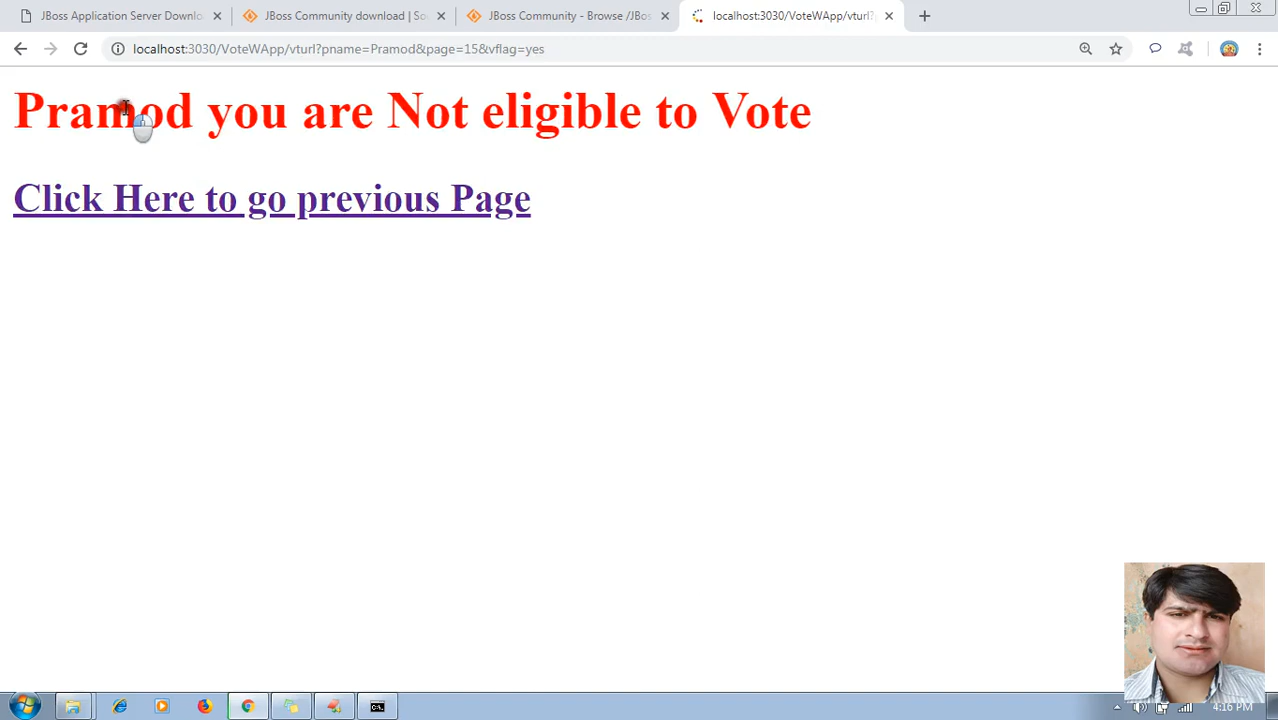 JBoss Application Server Downlo
JBoss Community download | So
JBoss Community - Browse /JBos
localhost:3030/VoteWApp/vturl?
localhost:3030/VoteWApp/vturl?pname=Pramod&page=15&vflag=yes
Pramod you are Not eligible to Vote
Click Here to go previous Page
4:16 PM